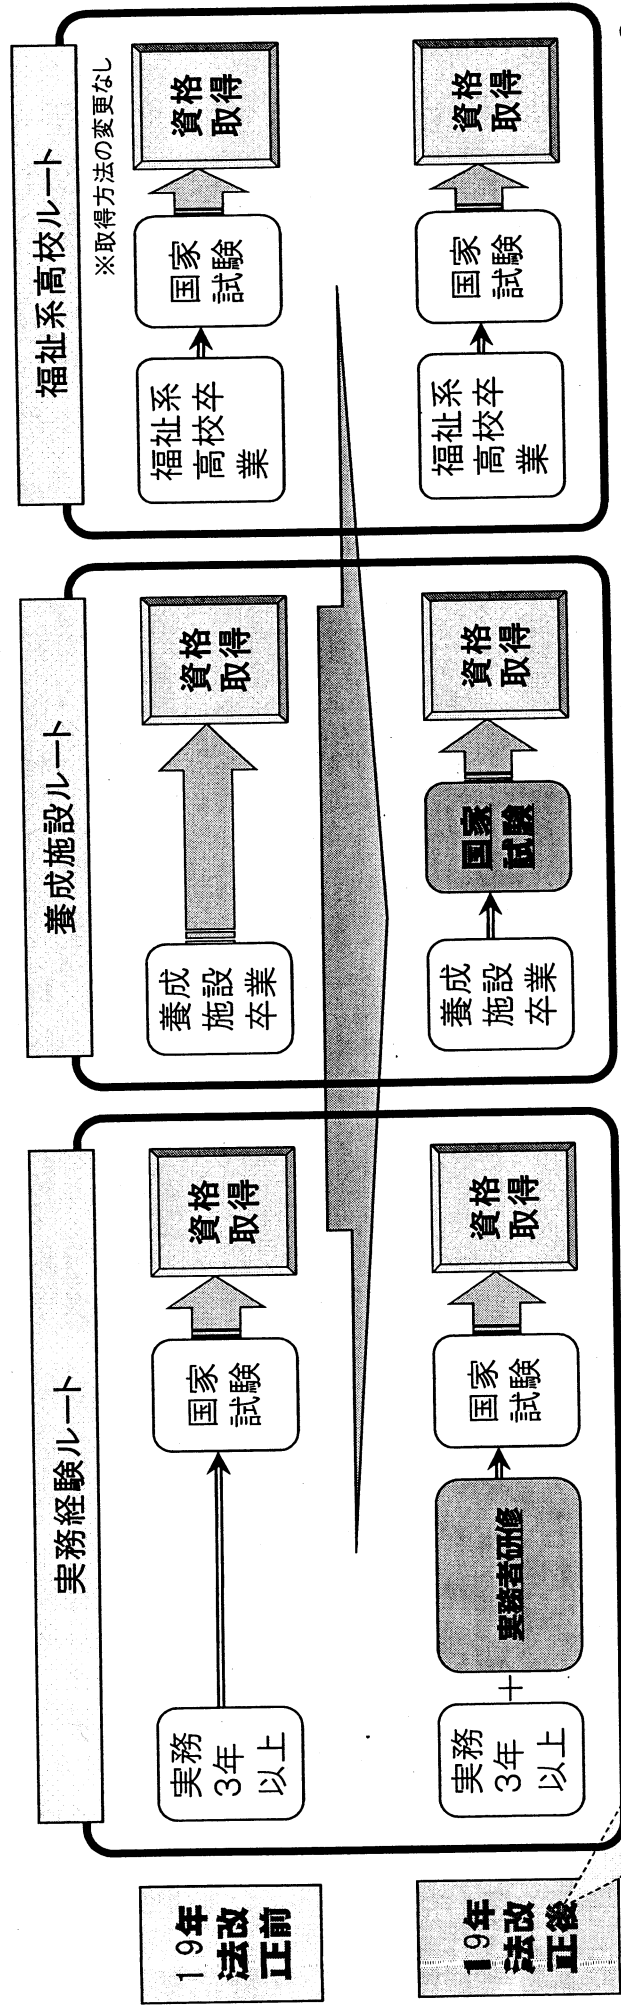 実務経験ルート
養成施設ルート
福祉系高校ルート
※取得方法の変更なし
19年
法改
正前
実務
3年
以上
国家
試験
資格
取得
養成
施設
卒業
資格
取得
福祉系
高校卒
業
国家
試験
資格
取得
19年
法改
正後
実務
3年
以上
＋
実務者研修
国家
試験
資格
取得
養成
施設
卒業
国家
試験
資格
取得
福祉系
高校卒
業
国家
試験
資格
取得